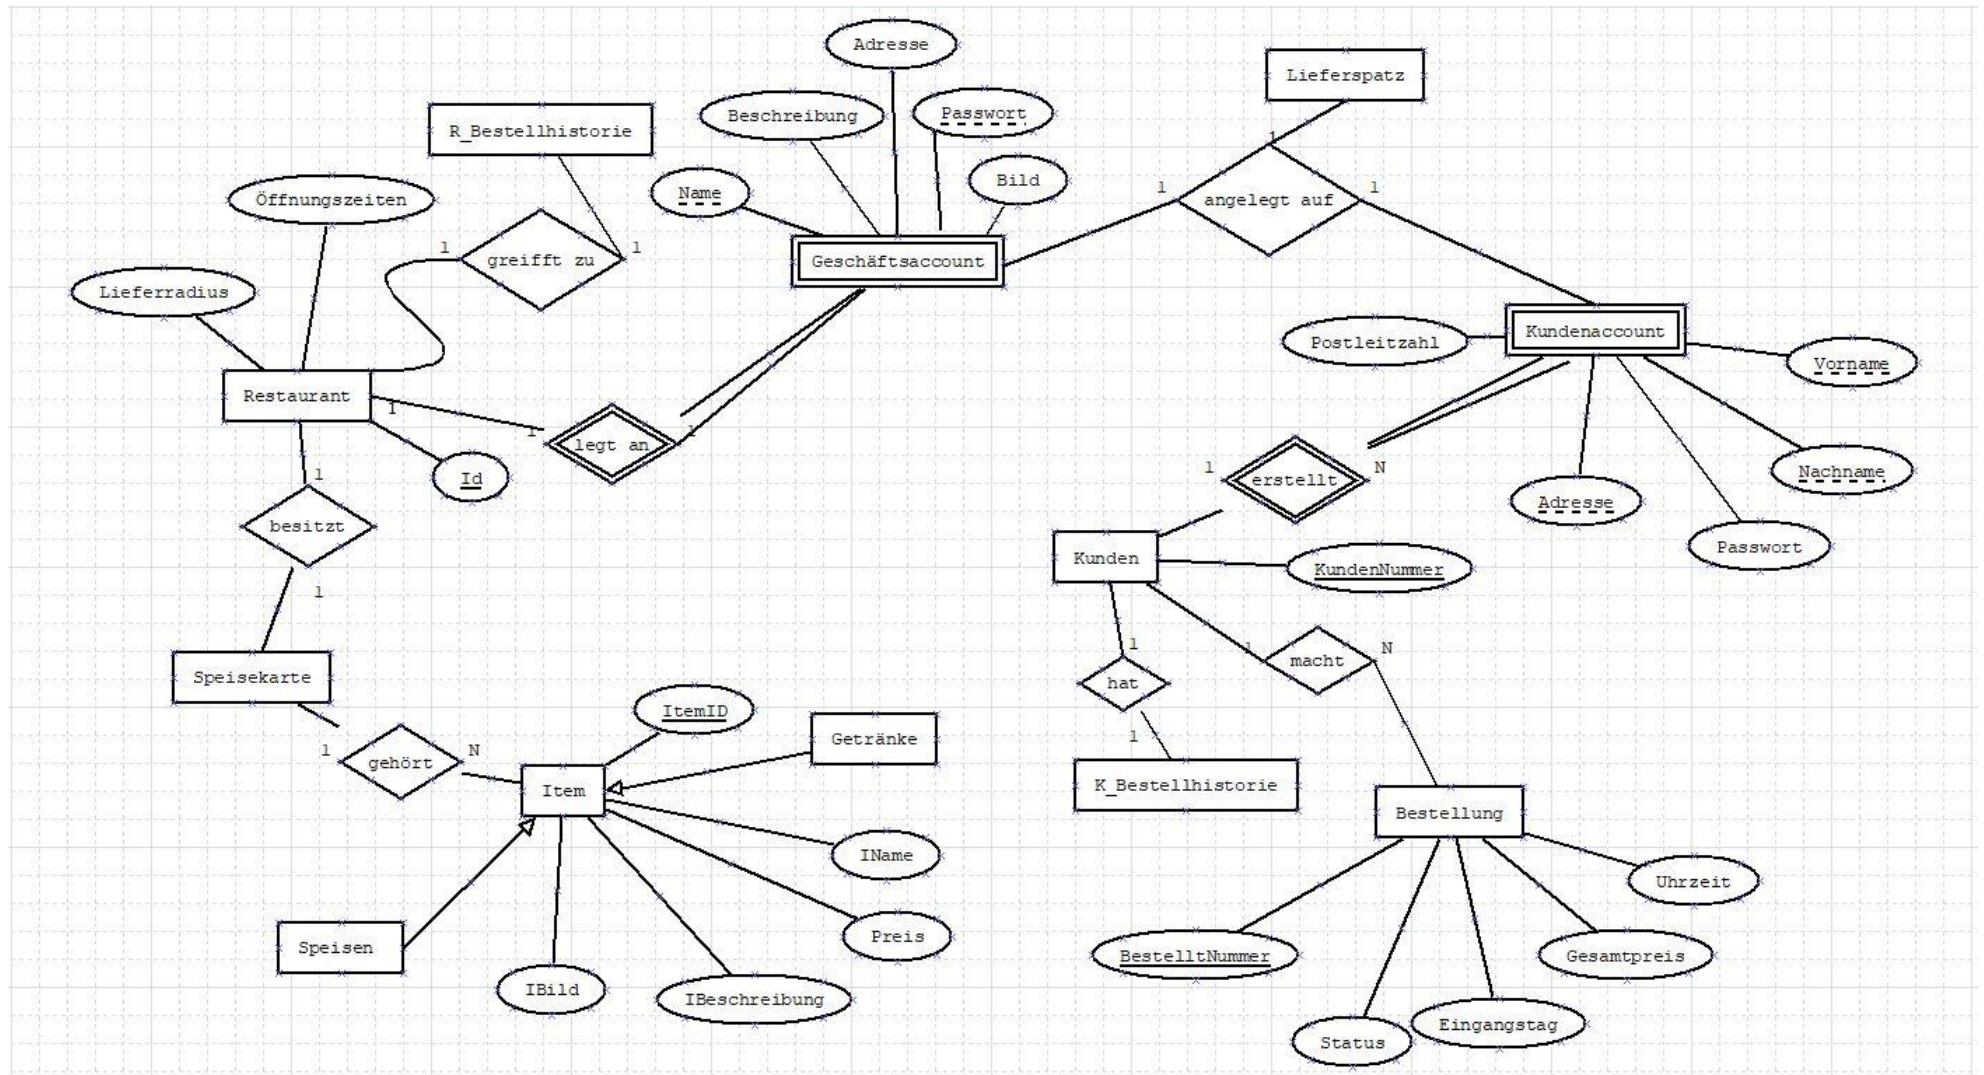 Adresse
Lieferspatz
Beschreibung
Passwort
R_Bestellhistorie
1
Bild
Name
1
1
angelegt auf
Öffnungszeiten
1
1
greifft zu
Geschäftsaccount
Lieferradius
Kundenaccount
Postleitzahl
Vorname
Restaurant
1
1
1
legt an
1
N
Nachname
Id
1
erstellt
Adresse
besitzt
Passwort
Kunden
KundenNummer
1
1
1
N
macht
Speisekarte
hat
ItemID
Getränke
1
N
1
gehört
K_Bestellhistorie
Item
Bestellung
IName
Uhrzeit
Preis
Speisen
BestelltNummer
Gesamtpreis
IBild
IBeschreibung
Eingangstag
Status